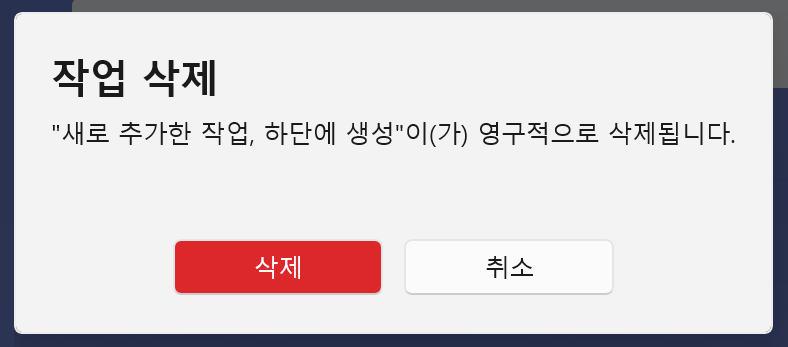 작업 삭제
"새로 추가한 작업, 하단에 생성"이(가) 영구적으로 삭제됩니다.
삭제
취소